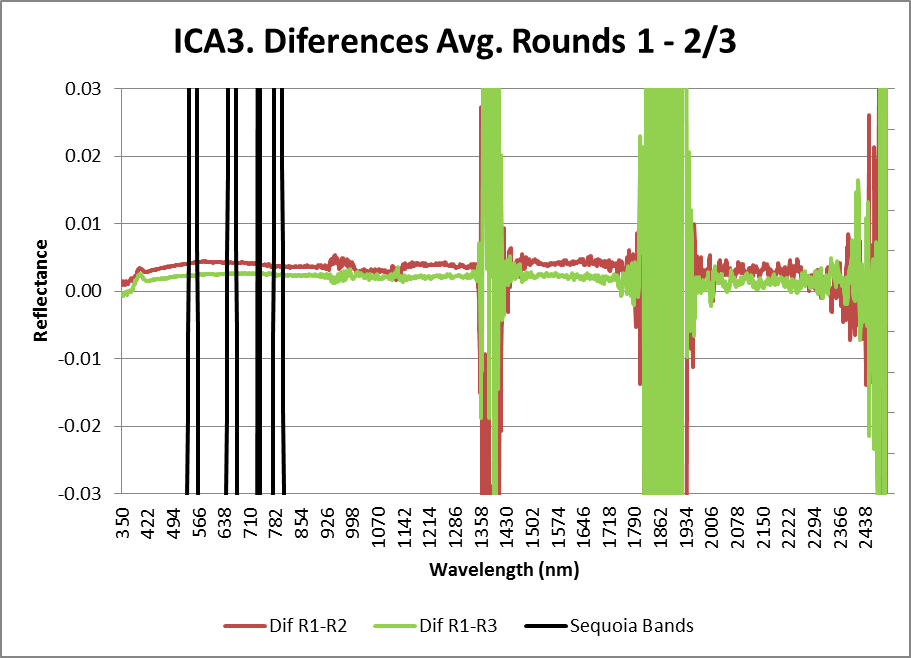 ICA3. Diferences Avg. Rounds 1 - 2/3
0.03
0.02
0.01
0.00
-0.01
-0.02
-0.03
Reflectance
350 422 494 566 638 710 782 854 926 998 1070 1142 1214 1286 1358 1430 1502 1574 1646 1718 1790 1862 1934 2006 2078 2150 2222 2294 2366 2438
Wavelength (nm)
Dif R1-R2 Dif R1-R3 Sequoia Bands